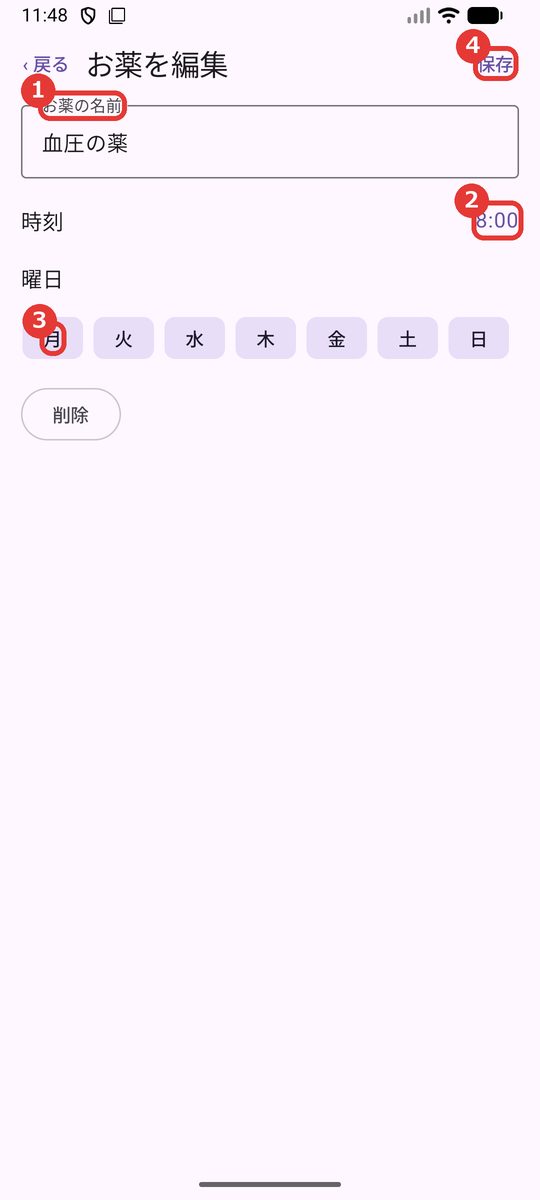 11:48
‹ 戻る お薬を編集 4 保存
1 お薬の名前
血圧の薬
時刻 2 8:00
曜日
3 月 火 水 木 金 土 日
削除